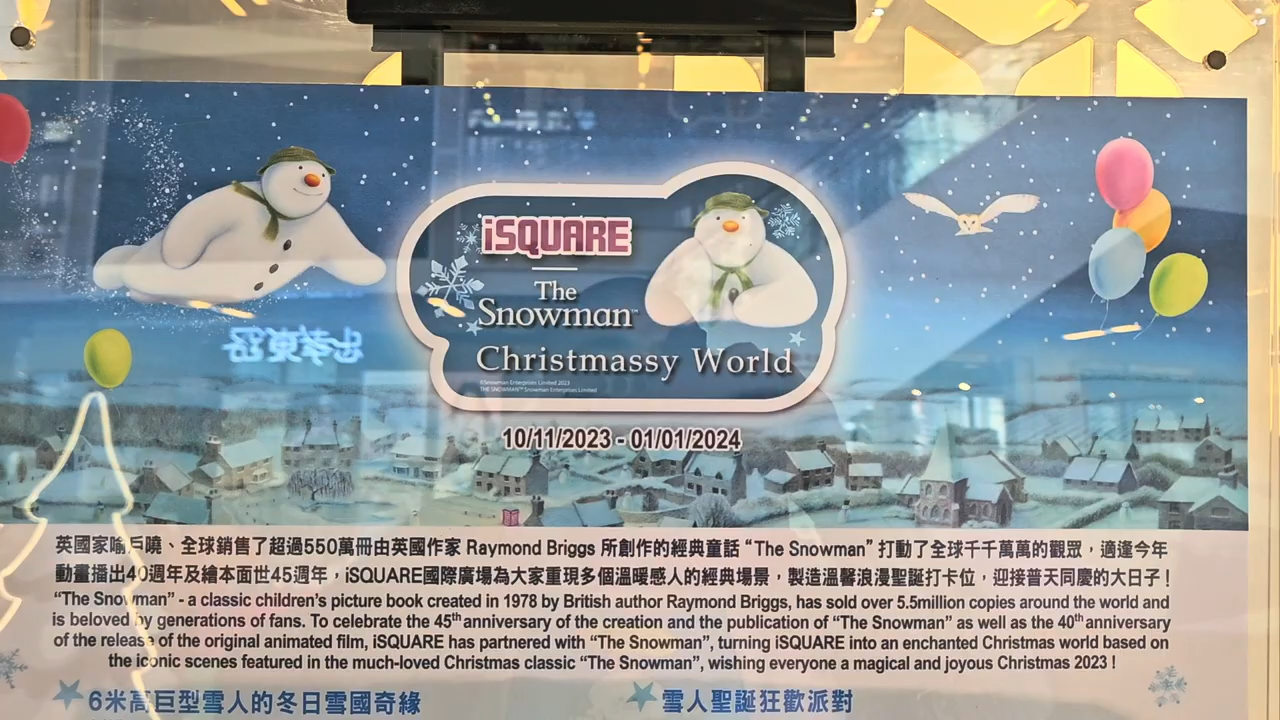 iSQUARE
The
Snowman™
Christmassy World
©Snowman Enterprises Limited 2023
THE SNOWMAN™ Snowman Enterprises Limited
10/11/2023 - 01/01/2024
英國家喻戶曉、全球銷售了超過550萬冊由英國作家 Raymond Briggs 所創作的經典童話 “The Snowman” 打動了全球千千萬萬的觀眾，適逢今年
動畫播出40週年及繪本面世45週年，iSQUARE國際廣場為大家重現多個溫暖感人的經典場景，製造溫馨浪漫聖誕打卡位，迎接普天同慶的大日子！
“The Snowman” - a classic children’s picture book created in 1978 by British author Raymond Briggs, has sold over 5.5million copies around the world and
is beloved by generations of fans. To celebrate the 45th anniversary of the creation and the publication of “The Snowman” as well as the 40th anniversary
of the release of the original animated film, iSQUARE has partnered with “The Snowman”, turning iSQUARE into an enchanted Christmas world based on
the iconic scenes featured in the much-loved Christmas classic “The Snowman”, wishing everyone a magical and joyous Christmas 2023 !
6米高巨型雪人的冬日雪國奇緣
雪人聖誕狂歡派對